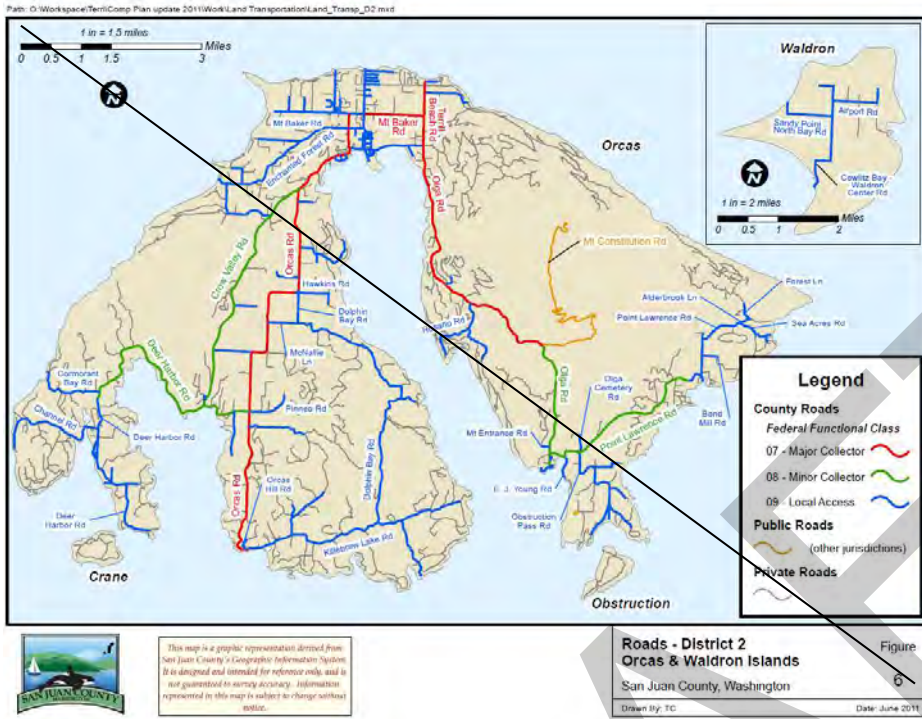 Path: O:\Workspace\Terri\Comp Plan update 2011\Work\Land Transportation\Land_Transp_D2.mxd
1 in = 1.5 miles
Miles
0 0.5 1 1.5 3
N
Waldron
Airport Rd
Sandy Point
North Bay Rd
Cowlitz Bay
Waldron
Center Rd
N
1 in = 2 miles
Miles
0 0.5 1 2
Mt Baker Rd
Mt Baker
Rd
Terrill
Beach Rd
Enchanted Forest Rd
Orcas
Olga Rd
Crow Valley Rd
Orcas Rd
Mt Constitution Rd
Hawkins Rd
Dolphin
Bay Rd
Forest Ln
Alderbrook Ln
Point Lawrence Rd
Sea Acres Rd
Rosario Rd
McNallie
Ln
Deer Harbor Rd
Cormorant
Bay Rd
Olga Rd
Olga
Cemetery
Rd
Channel Rd
Pinneo Rd
Deer Harbor Rd
Point Lawrence Rd
Bond
Mill Rd
Mt Entrance Rd
Orcas Rd
Orcas
Hill Rd
Dolphin Bay Rd
E. J. Young Rd
Deer
Harbor Rd
Obstruction
Pass Rd
Killebrew Lake Rd
Crane
Obstruction
Legend
County Roads
Federal Functional Class
07 - Major Collector
08 - Minor Collector
09 - Local Access
Public Roads
(other jurisdictions)
Private Roads
SAN JUAN COUNTY
WASHINGTON
This map is a graphic representation derived from
San Juan County's Geographic Information System.
It is designed and intended for reference only, and is
not guaranteed to survey accuracy. Information
represented in this map is subject to change without
notice.
Roads - District 2
Orcas & Waldron Islands
San Juan County, Washington
Figure
6
Drawn By: TC
Date: June 2011